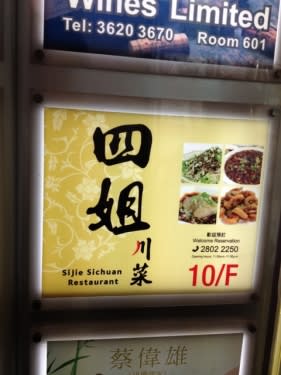 Wines Limited
Tel: 3620 3670 Room 601
四姐
川菜
Sijie Sichuan
Restaurant
歡迎預訂
Welcome Reservation
2802 2250
10/F
蔡偉雄